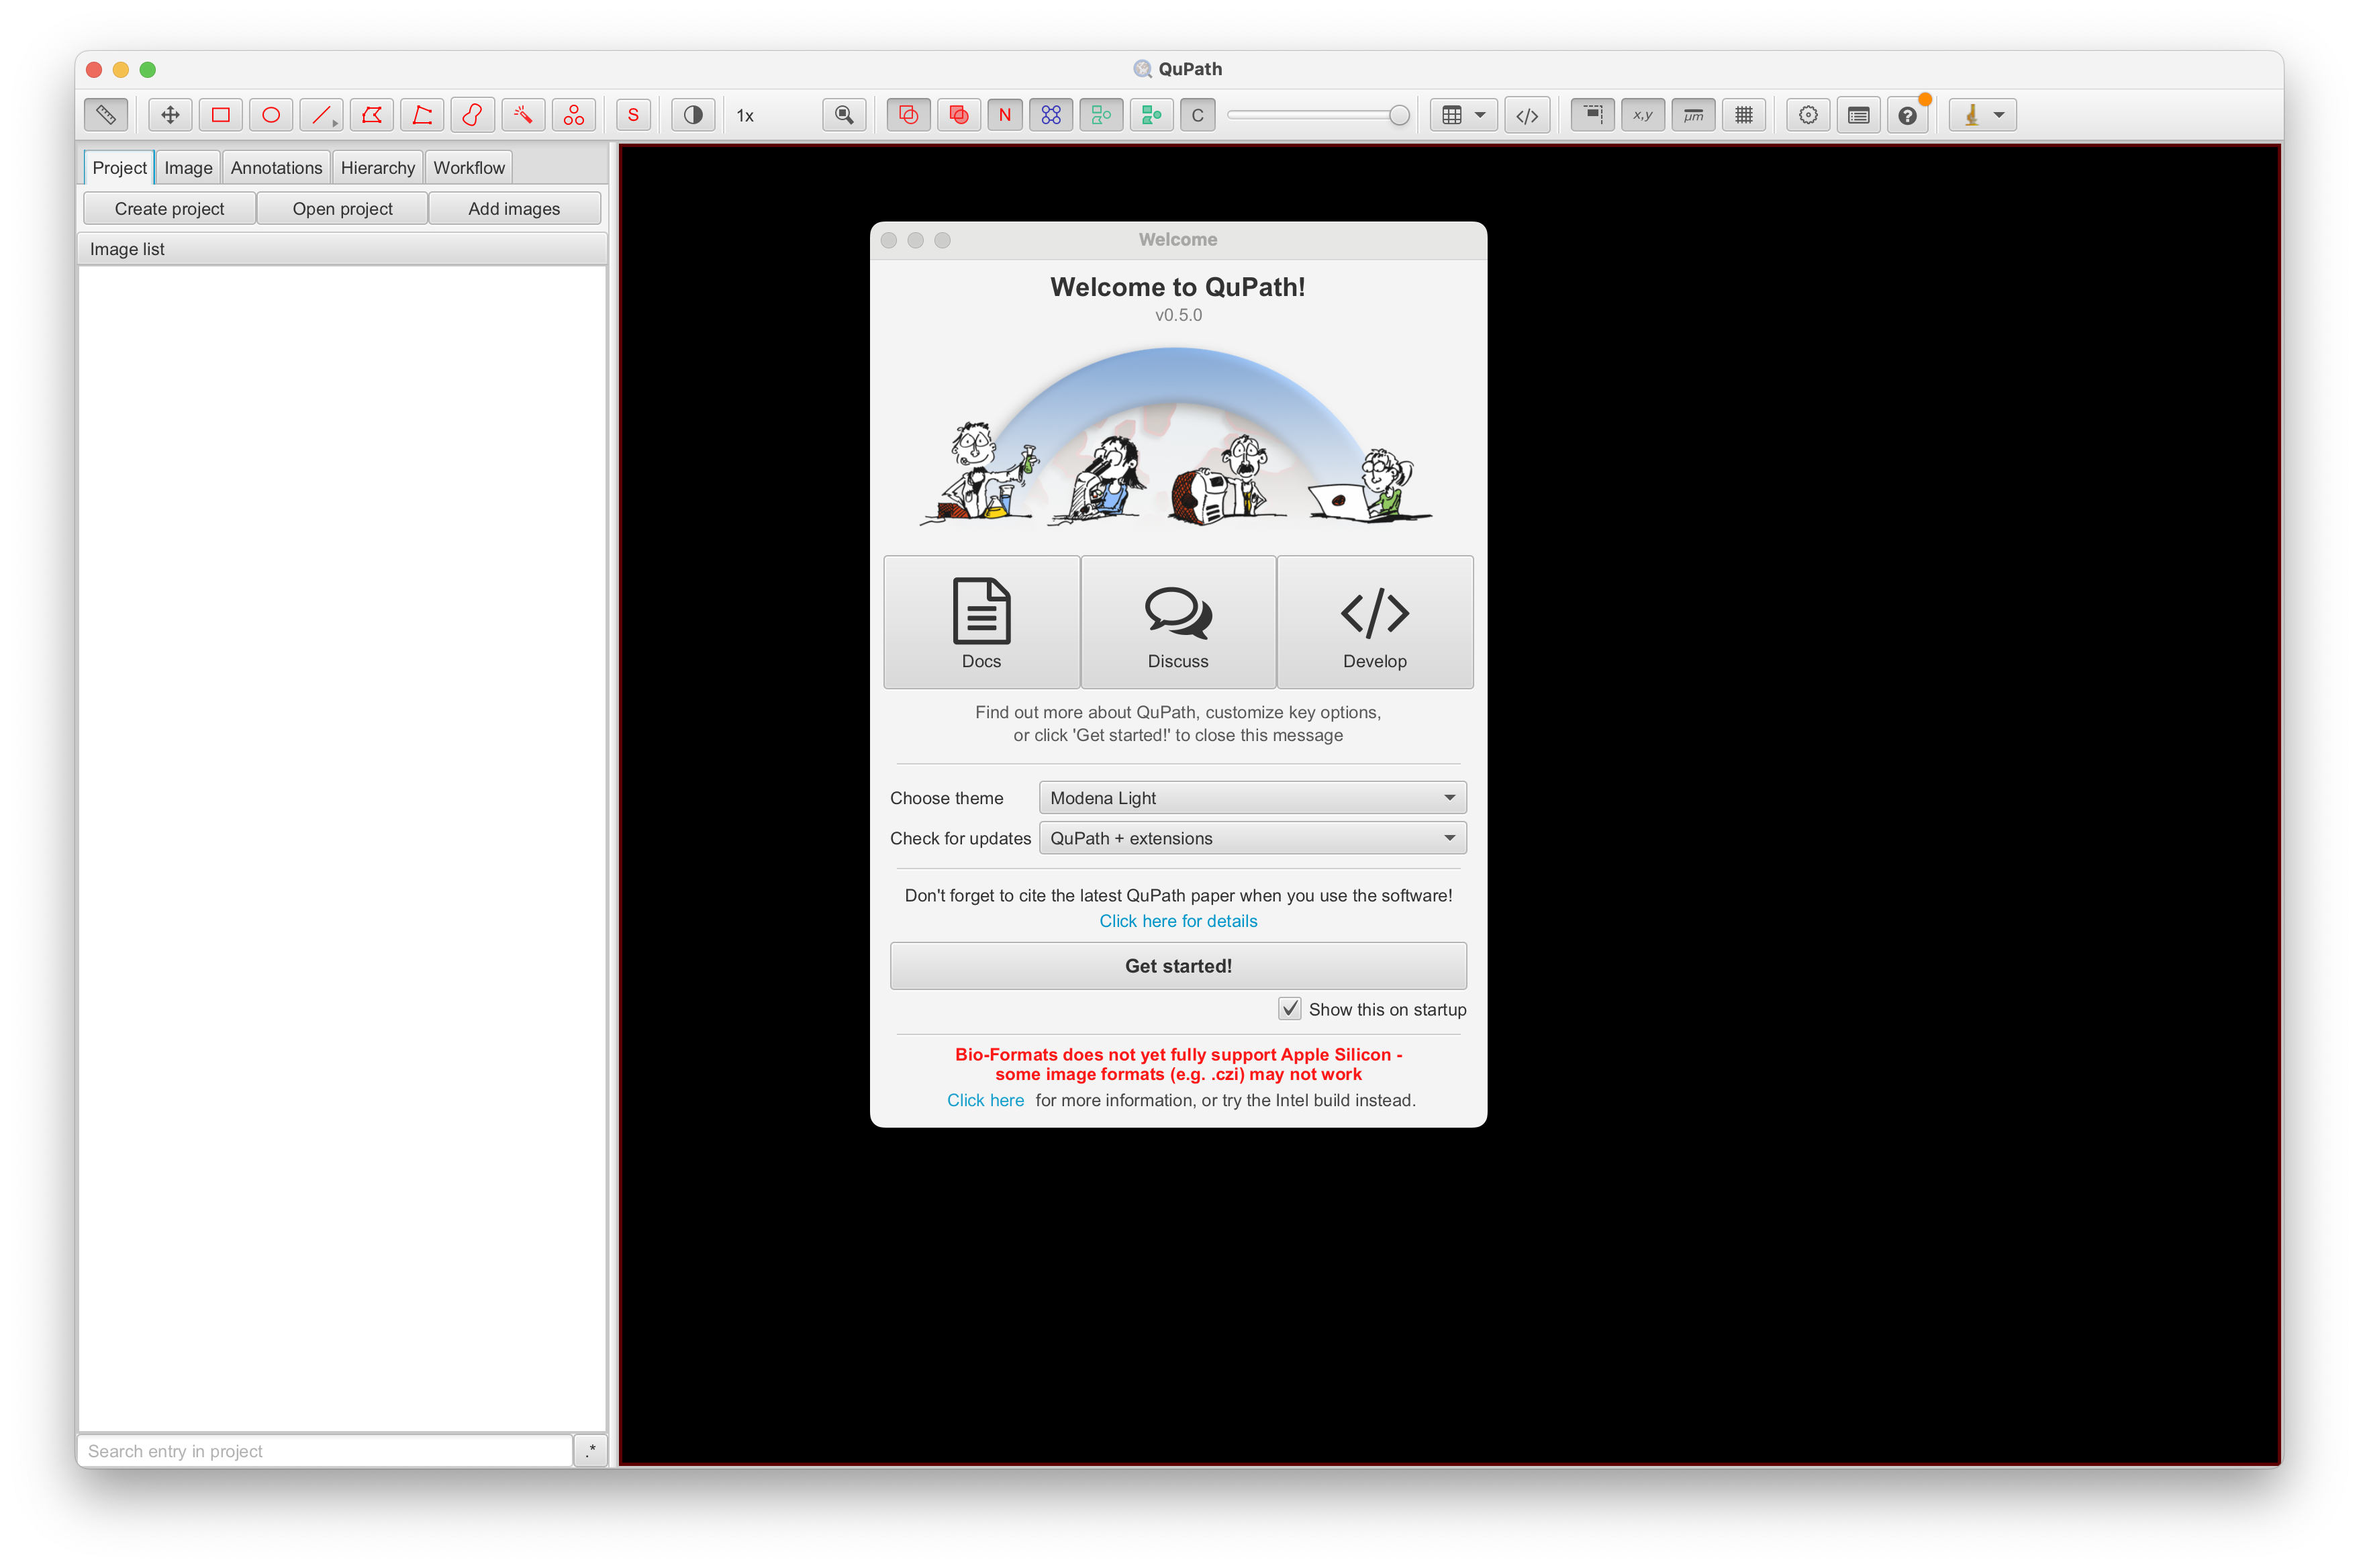 QuPath
S
1x
N
C
x,y
μm
?
Project
Image
Annotations
Hierarchy
Workflow
Create project
Open project
Add images
Image list
Welcome
Welcome to QuPath!
v0.5.0
Docs
Discuss
Develop
Find out more about QuPath, customize key options,
or click 'Get started!' to close this message
Choose theme
Modena Light
Check for updates
QuPath + extensions
Don't forget to cite the latest QuPath paper when you use the software!
Click here for details
Get started!
Show this on startup
Bio-Formats does not yet fully support Apple Silicon -
some image formats (e.g. .czi) may not work
Click here for more information, or try the Intel build instead.
Search entry in project
.*